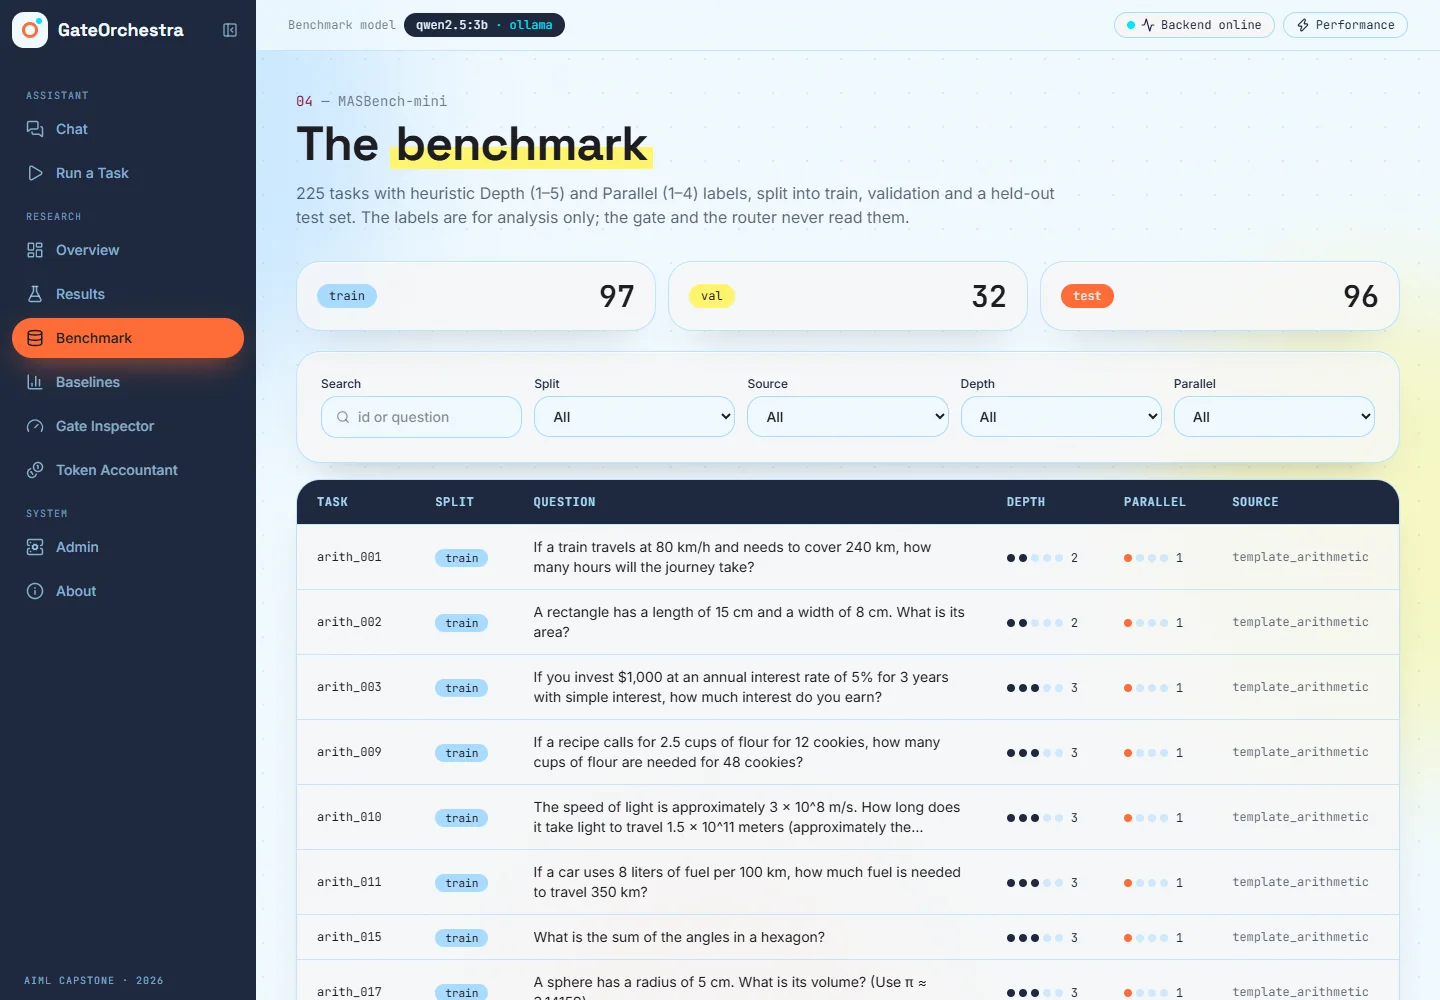 GateOrchestra
ASSISTANT
Chat
Run a Task
RESEARCH
Overview
Results
Benchmark
Baselines
Gate Inspector
Token Accountant
SYSTEM
Admin
About
AIML CAPSTONE · 2026
Benchmark model qwen2.5:3b · ollama
Backend online
Performance
04 — MASBench-mini
The benchmark
225 tasks with heuristic Depth (1–5) and Parallel (1–4) labels, split into train, validation and a held-out
test set. The labels are for analysis only; the gate and the router never read them.
train 97
val 32
test 96
Search Split Source Depth Parallel
id or question All All All All
TASK SPLIT QUESTION DEPTH PARALLEL SOURCE
arith_001 train If a train travels at 80 km/h and needs to cover 240 km, how 2 1 template_arithmetic
many hours will the journey take?
arith_002 train A rectangle has a length of 15 cm and a width of 8 cm. What is its 2 1 template_arithmetic
area?
arith_003 train If you invest $1,000 at an annual interest rate of 5% for 3 years 3 1 template_arithmetic
with simple interest, how much interest do you earn?
arith_009 train If a recipe calls for 2.5 cups of flour for 12 cookies, how many 3 1 template_arithmetic
cups of flour are needed for 48 cookies?
arith_010 train The speed of light is approximately 3 × 10^8 m/s. How long does 3 1 template_arithmetic
it take light to travel 1.5 × 10^11 meters (approximately the...
arith_011 train If a car uses 8 liters of fuel per 100 km, how much fuel is needed 3 1 template_arithmetic
to travel 350 km?
arith_015 train What is the sum of the angles in a hexagon? 3 1 template_arithmetic
arith_017 train A sphere has a radius of 5 cm. What is its volume? (Use π ≈ 3 1 template_arithmetic